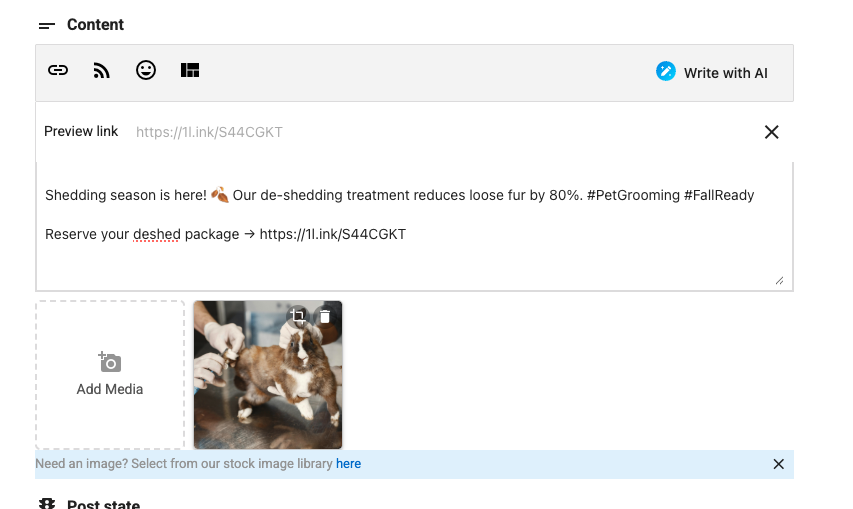 Content
Write with AI
Preview link https://1l.ink/S44CGKT
Shedding season is here! 🍂 Our de-shedding treatment reduces loose fur by 80%. #PetGrooming #FallReady
Reserve your deshed package → https://1l.ink/S44CGKT
Add Media
Need an image? Select from our stock image library here
Post state